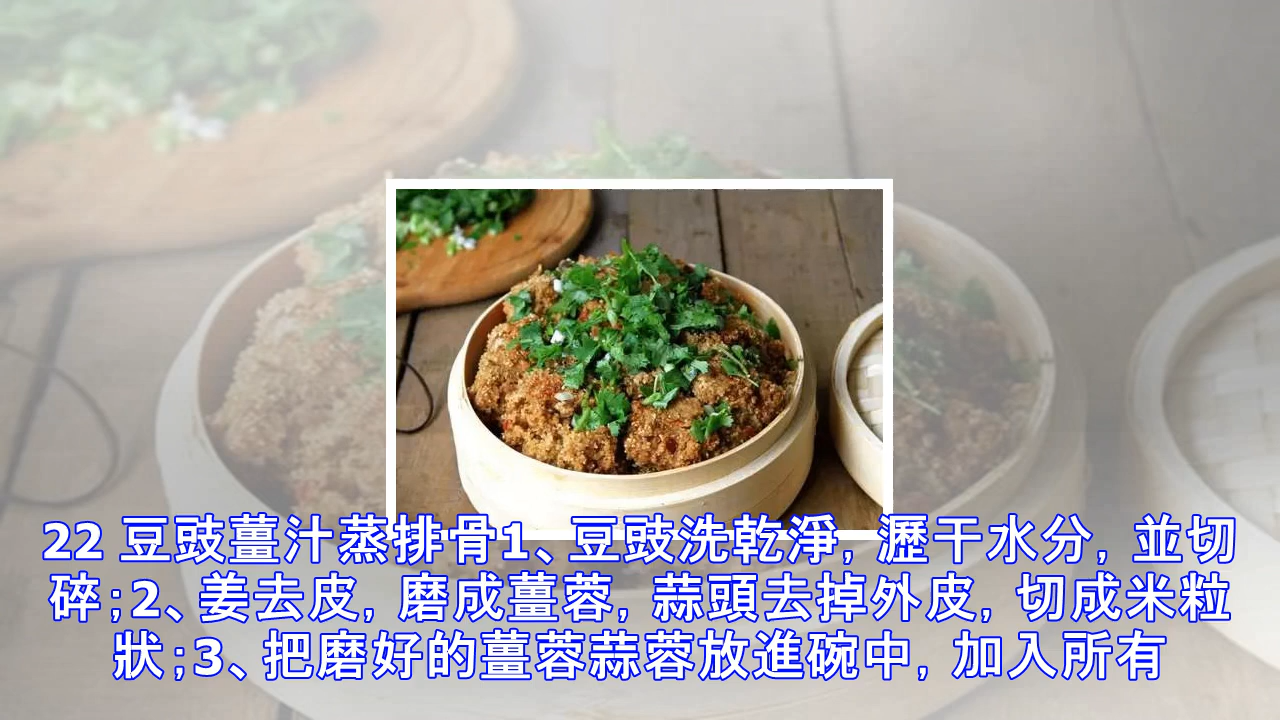 22 豆豉薑汁蒸排骨1、豆豉洗乾淨, 瀝干水分, 並切
碎;2、姜去皮, 磨成薑蓉, 蒜頭去掉外皮, 切成米粒
狀;3、把磨好的薑蓉蒜蓉放進碗中, 加入所有